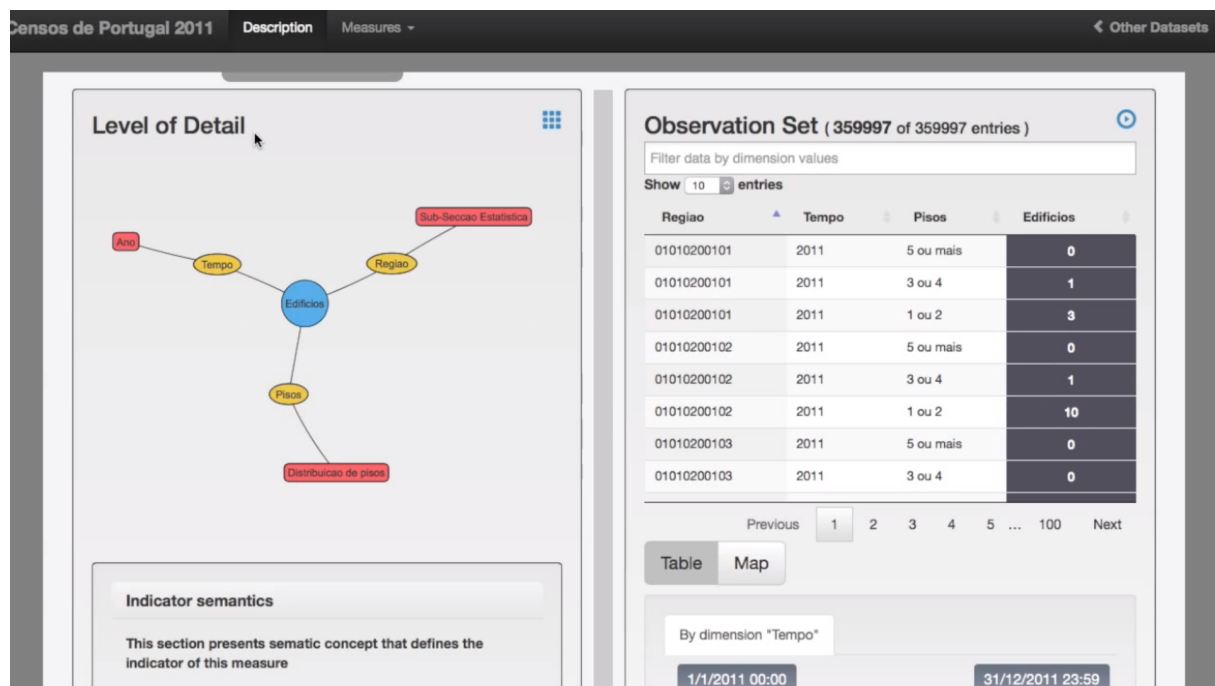 Censos de Portugal 2011 Description Measures Other Datasets
Level of Detail
Sub-Seccao Estatistica
Ano
Tempo
Regiao
Edificios
Pisos
Distribuicao de pisos
Indicator semantics
This section presents sematic concept that defines the
indicator of this measure
Observation Set ( 359997 of 359997 entries )
Filter data by dimension values
Show 10 entries
Regiao Tempo Pisos Edificios
01010200101 2011 5 ou mais 0
01010200101 2011 3 ou 4 1
01010200101 2011 1 ou 2 3
01010200102 2011 5 ou mais 0
01010200102 2011 3 ou 4 1
01010200102 2011 1 ou 2 10
01010200103 2011 5 ou mais 0
01010200103 2011 3 ou 4 0
Previous 1 2 3 4 5 ... 100 Next
Table Map
By dimension "Tempo"
1/1/2011 00:00 31/12/2011 23:59